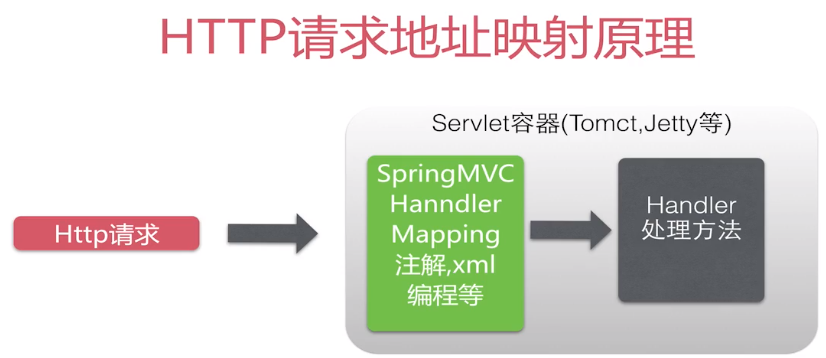 HTTP请求地址映射原理
Servlet容器(Tomct,Jetty等)
Http请求
SpringMVC
Hanndler
Mapping
注解,xml
编程等
Handler
处理方法